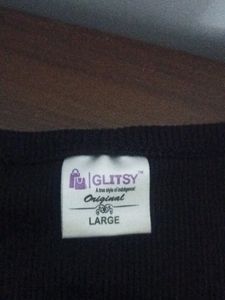 GLITSY™
A true style of indulgence
Original
LARGE